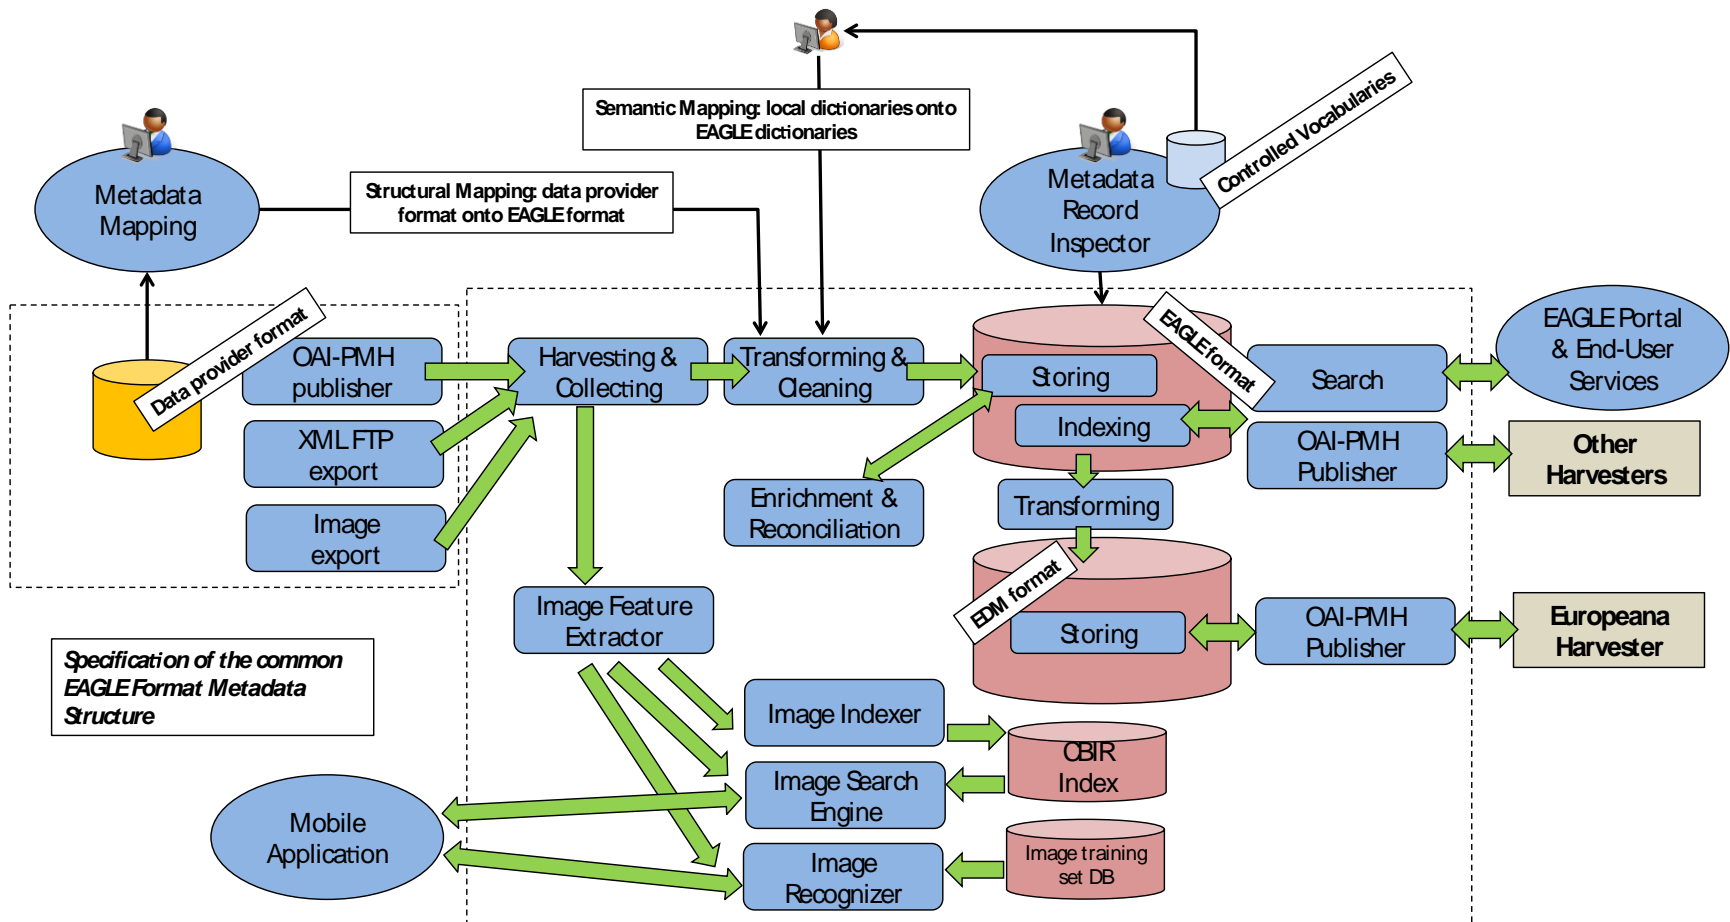 Semantic Mapping: local dictionaries onto
EAGLE dictionaries
Controlled Vocabularies
Metadata
Mapping
Structural Mapping: data provider
format onto EAGLE format
Metadata
Record
Inspector
Data provider format
OAI-PMH
publisher
XML FTP
export
Image
export
Harvesting &
Collecting
Transforming &
Cleaning
EAGLE format
Storing
Indexing
Search
EAGLE Portal
& End-User
Services
OAI-PMH
Publisher
Other
Harvesters
Enrichment &
Reconciliation
Transforming
EDM format
Storing
OAI-PMH
Publisher
Europeana
Harvester
Image Feature
Extractor
Specification of the common
EAGLE Format Metadada
Structure
Image Indexer
CBIR
Index
Image Search
Engine
Mobile
Application
Image
Recognizer
Image training
set DB